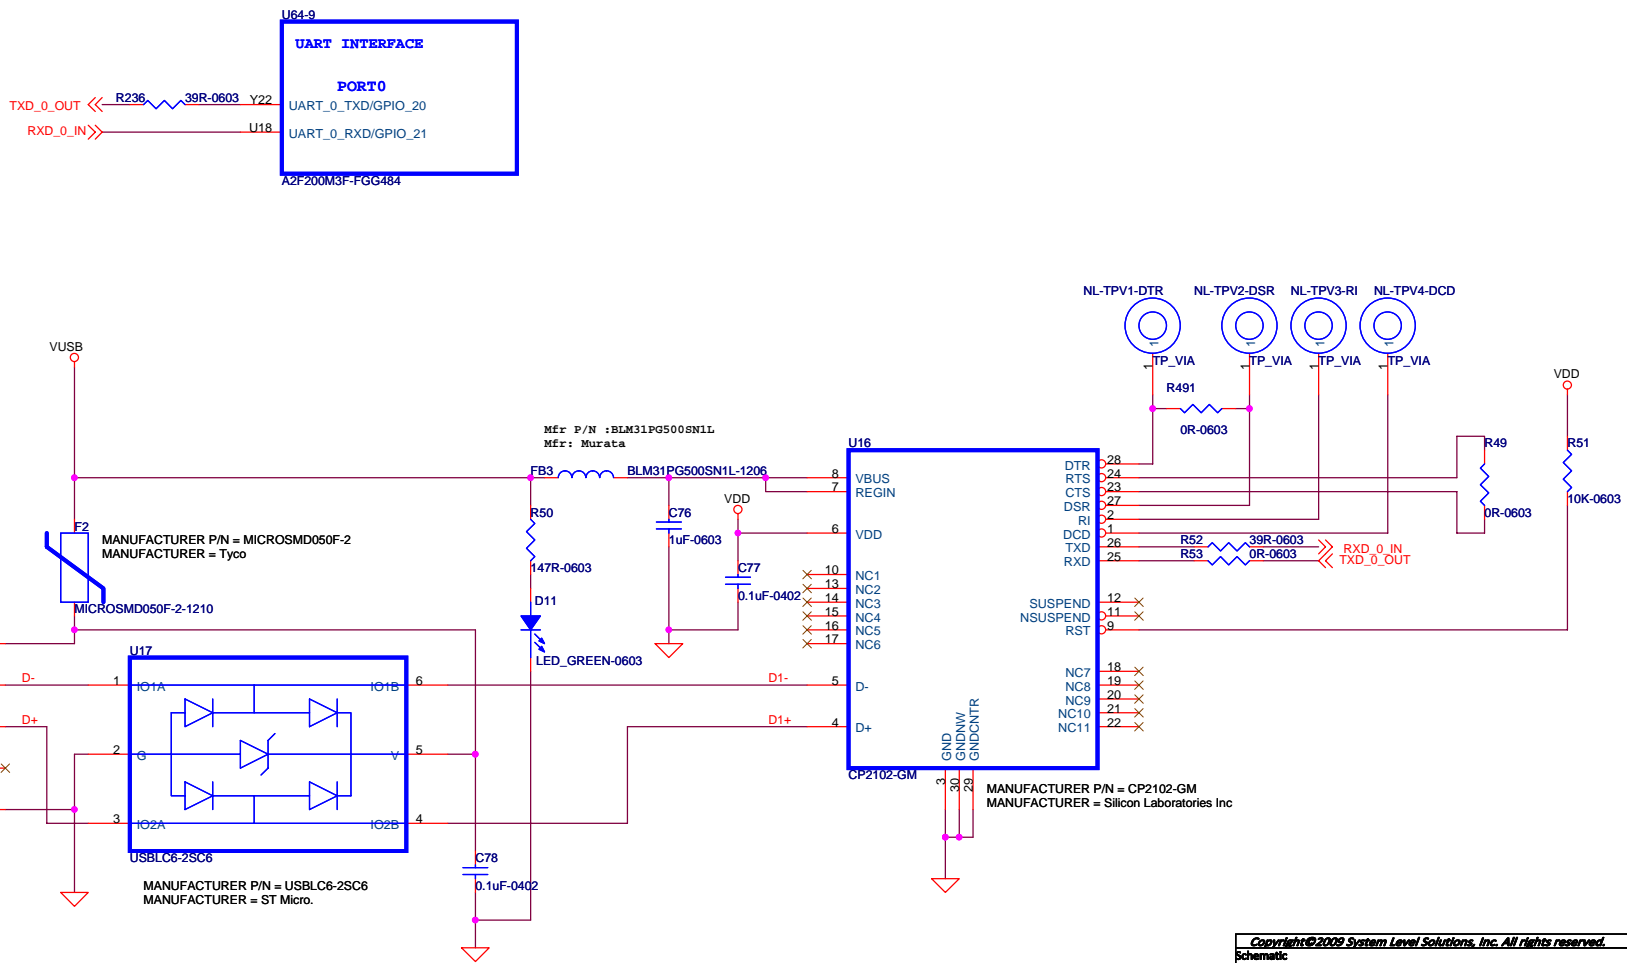 U64-9
UART INTERFACE
PORT0
TXD_0_OUT R236 39R-0603 Y22 UART_0_TXD/GPIO_20
RXD_0_IN U18 UART_0_RXD/GPIO_21
A2F200M3F-FGG484
NL-TPV1-DTR NL-TPV2-DSR NL-TPV3-RI NL-TPV4-DCD
1 1 1 1
1 TP_VIA 1 TP_VIA 1 TP_VIA 1 TP_VIA
R491
0R-0603
VDD
R51
10K-0603
R49
0R-0603
VUSB
F2
MANUFACTURER P/N = MICROSMD050F-2
MANUFACTURER = Tyco
MICROSMD050F-2-1210
Mfr P/N :BLM31PG500SN1L
Mfr: Murata
FB3 BLM31PG500SN1L-1206
R50
147R-0603
D11
LED_GREEN-0603
C76
1uF-0603
VDD
C77
0.1uF-0402
U16
8 VBUS
7 REGIN
6 VDD
10 NC1
13 NC2
14 NC3
15 NC4
16 NC5
17 NC6
D1- 5 D-
D1+ 4 D+
DTR 28
RTS 24
CTS 23
DSR 27
RI 2
DCD 1
TXD 26 R52 39R-0603 RXD_0_IN
RXD 25 R53 0R-0603 TXD_0_OUT
SUSPEND 12
NSUSPEND 11
RST 9
NC7 18
NC8 19
NC9 20
NC10 21
NC11 22
GND GNDNW GNDCNTR
3 30 29
CP2102-GM
MANUFACTURER P/N = CP2102-GM
MANUFACTURER = Silicon Laboratories Inc
U17
D- 1 IO1A IO1B 6
D+
2 G V 5
3 IO2A IO2B 4
USBLC6-2SC6
MANUFACTURER P/N = USBLC6-2SC6
MANUFACTURER = ST Micro.
C78
0.1uF-0402
Copyright©2009 System Level Solutions, Inc. All rights reserved.
Schematic